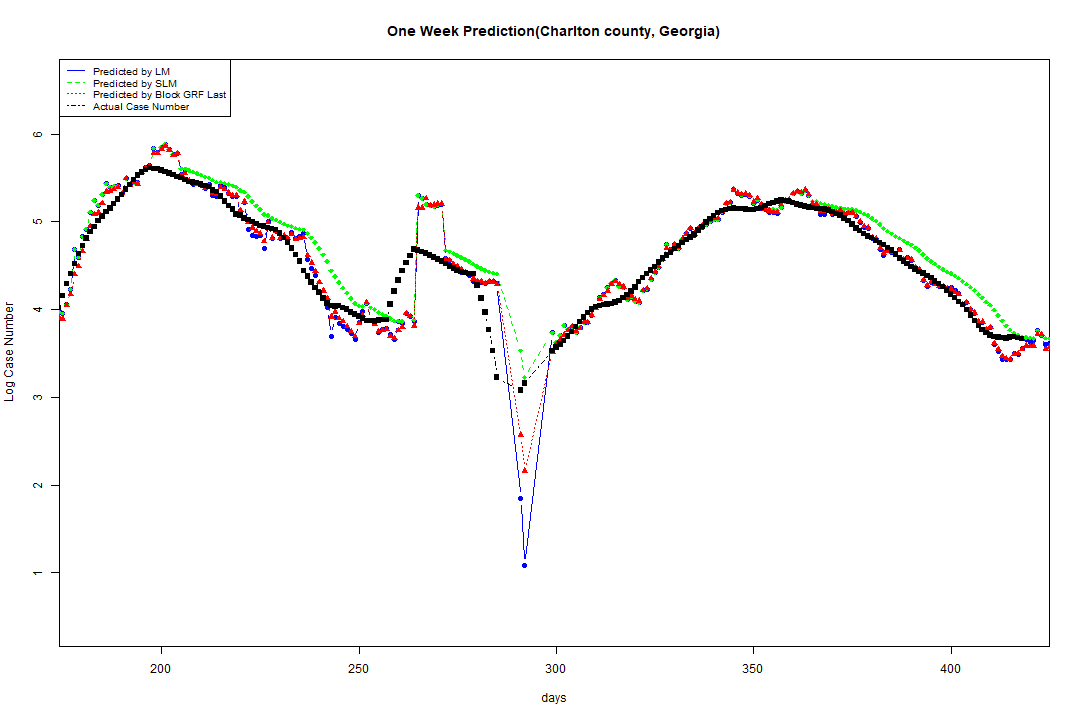 One Week Prediction(Charlton county, Georgia)
Predicted by LM
Predicted by SLM
Predicted by Block GRF Last
Actual Case Number
6
5
4
3
2
1
Log Case Number
200 250 300 350 400
days